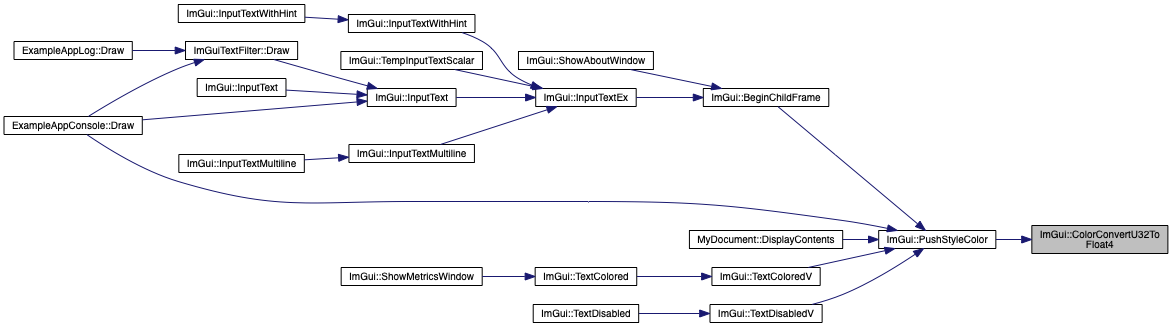 ImGui::InputTextWithHint
ImGui::InputTextWithHint
ExampleAppLog::Draw
ImGuiTextFilter::Draw
ImGui::TempInputTextScalar
ImGui::ShowAboutWindow
ImGui::InputText
ImGui::InputText
ImGui::InputTextEx
ImGui::BeginChildFrame
ExampleAppConsole::Draw
ImGui::InputTextMultiline
ImGui::InputTextMultiline
MyDocument::DisplayContents
ImGui::PushStyleColor
ImGui::ColorConvertU32To
Float4
ImGui::ShowMetricsWindow
ImGui::TextColored
ImGui::TextColoredV
ImGui::TextDisabled
ImGui::TextDisabledV